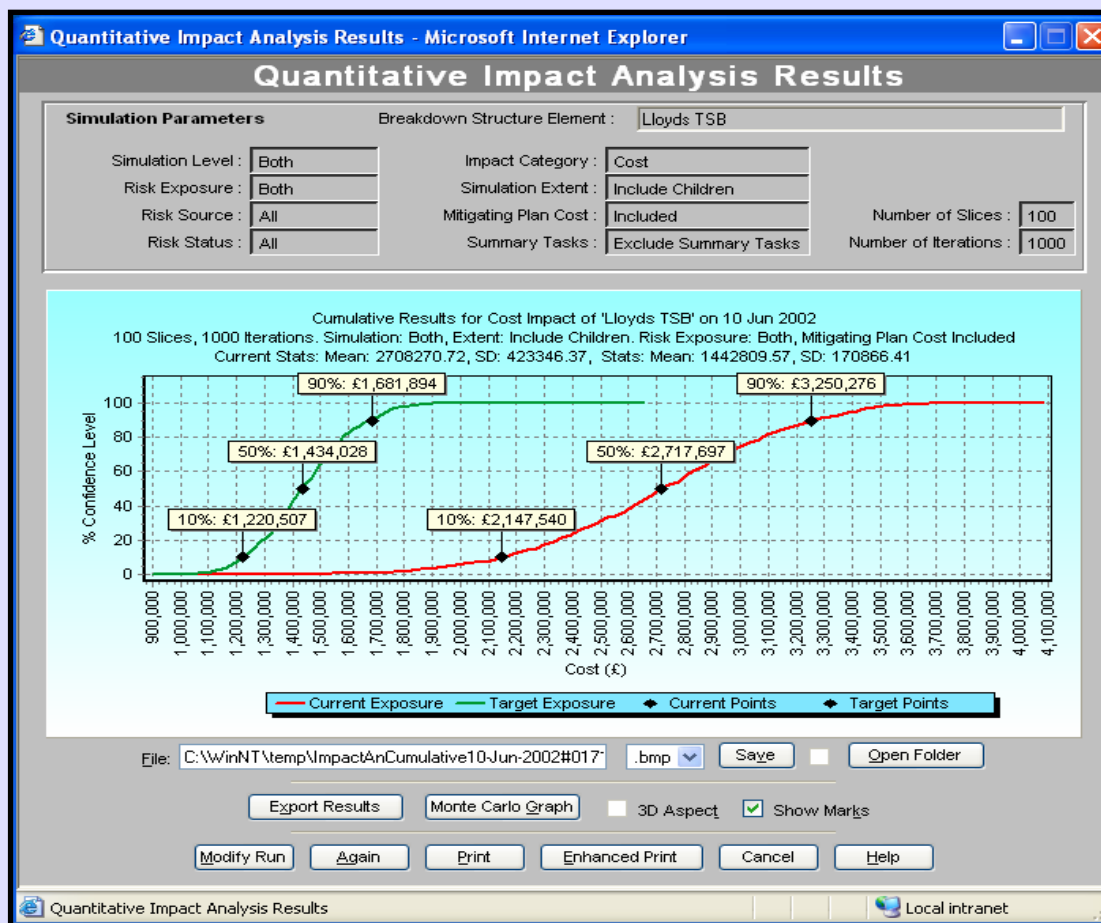 Quantitative Impact Analysis Results - Microsoft Internet Explorer
Quantitative Impact Analysis Results
Simulation Parameters
Breakdown Structure Element : Lloyds TSB
Simulation Level : Both
Impact Category : Cost
Risk Exposure : Both
Simulation Extent : Include Children
Risk Source : All
Mitigating Plan Cost : Included
Number of Slices : 100
Risk Status : All
Summary Tasks : Exclude Summary Tasks
Number of Iterations : 1000
Cumulative Results for Cost Impact of 'Lloyds TSB' on 10 Jun 2002
100 Slices, 1000 Iterations. Simulation: Both, Extent: Include Children. Risk Exposure: Both, Mitigating Plan Cost Included
Current Stats: Mean: 2708270.72, SD: 423346.37, Stats: Mean: 1442809.57, SD: 170866.41
90%: £1,681,894
90%: £3,250,276
50%: £1,434,028
50%: £2,717,697
10%: £1,220,507
10%: £2,147,540
% Confidence Level
100
80
60
40
20
0
900,000
1,000,000
1,100,000
1,200,000
1,300,000
1,400,000
1,500,000
1,600,000
1,700,000
1,800,000
1,900,000
2,000,000
2,100,000
2,200,000
2,300,000
2,400,000
2,500,000
2,600,000
2,700,000
2,800,000
2,900,000
3,000,000
3,100,000
3,200,000
3,300,000
3,400,000
3,500,000
3,600,000
3,700,000
3,800,000
3,900,000
4,000,000
4,100,000
Cost (£)
Current Exposure
Target Exposure
Current Points
Target Points
File: C:\WinNT\temp\ImpactAnCumulative10-Jun-2002#017
.bmp
Save
Open Folder
Export Results
Monte Carlo Graph
3D Aspect
Show Marks
Modify Run
Again
Print
Enhanced Print
Cancel
Help
Quantitative Impact Analysis Results
Local intranet